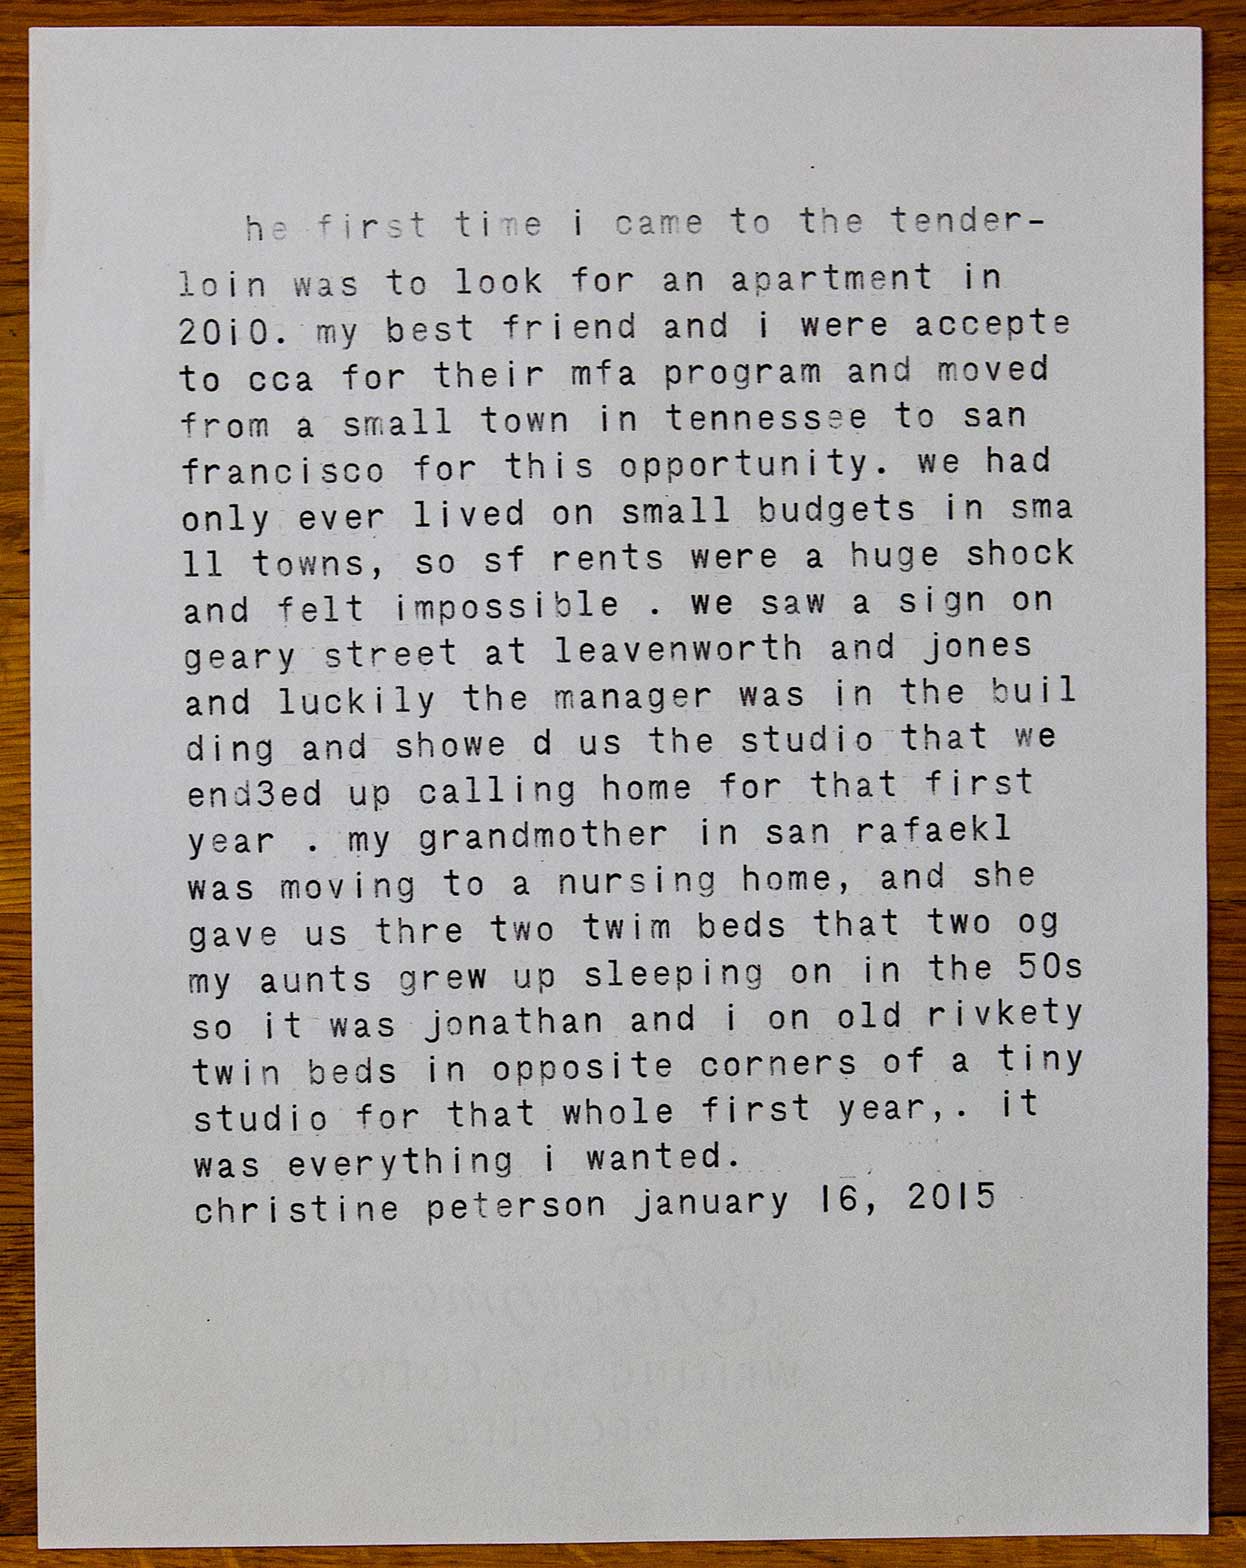 he first time i came to the tender-
loin was to look for an apartment in
20i0. my best friend and i were accepte
to cca for their mfa program and moved
from a small town in tennessee to san
francisco for this opportunity. we had
only ever lived on small budgets in sma
ll towns, so sf rents were a huge shock
and felt impossible . we saw a sign on
geary street at leavenworth and jones
and luckily the manager was in the buil
ding and showe d us the studio that we
end3ed up calling home for that first
year . my grandmother in san rafaekl
was moving to a nursing home, and she
gave us thre two twim beds that two og
my aunts grew up sleeping on in the 50s
so it was jonathan and i on old rivkety
twin beds in opposite corners of a tiny
studio for that whole first year,. it
was everything i wanted.
christine peterson january 16, 2015